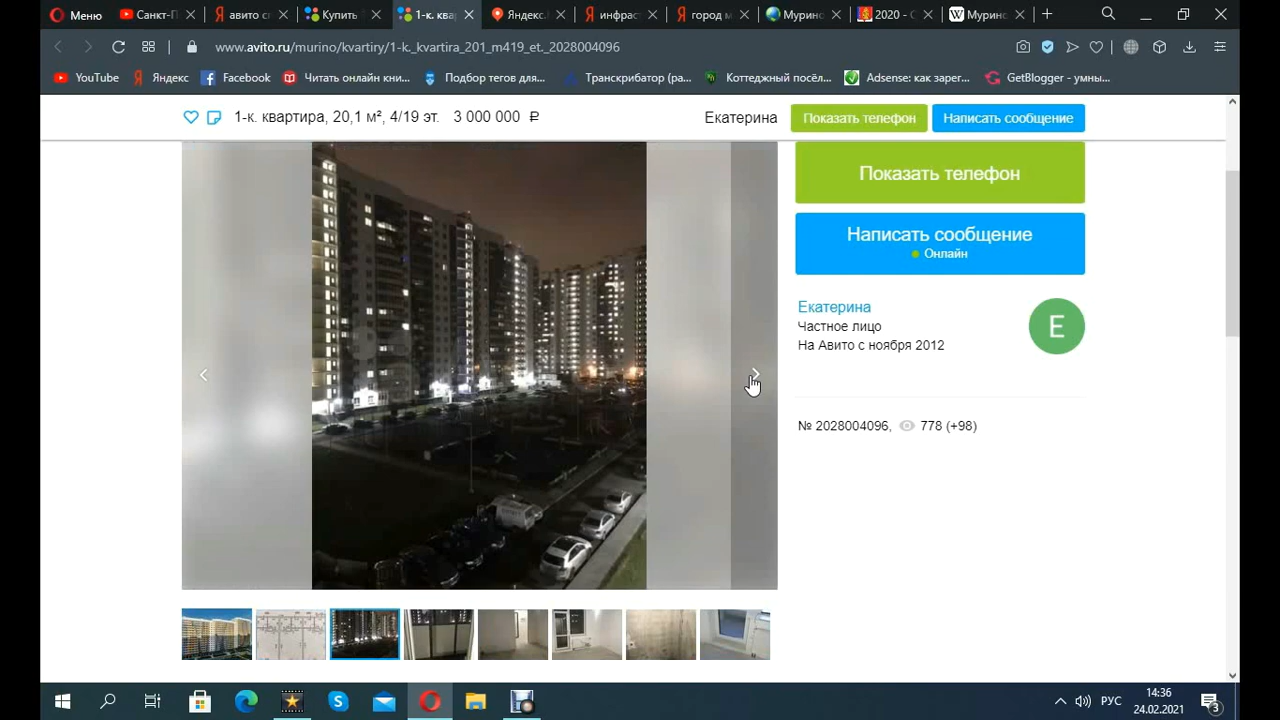 Меню
Санкт-П
авито сп
Купить
1-к. ква
Яндекс.
инфрас
город м
Мурино
2020 - О
Мурино
www.avito.ru/murino/kvartiry/1-k._kvartira_201_m419_et._2028004096
YouTube
Яндекс
Facebook
Читать онлайн кни...
Подбор тегов для...
Транскрибатор (ра...
Коттеджный посёл...
Adsense: как зарег...
GetBlogger - умны...
1-к. квартира, 20,1 м², 4/19 эт. 3 000 000 ₽
Екатерина
Показать телефон
Написать сообщение
Показать телефон
Написать сообщение
Онлайн
Екатерина
Частное лицо
На Авито с ноября 2012
E
№ 2028004096, 778 (+98)
РУС
14:36
24.02.2021
3